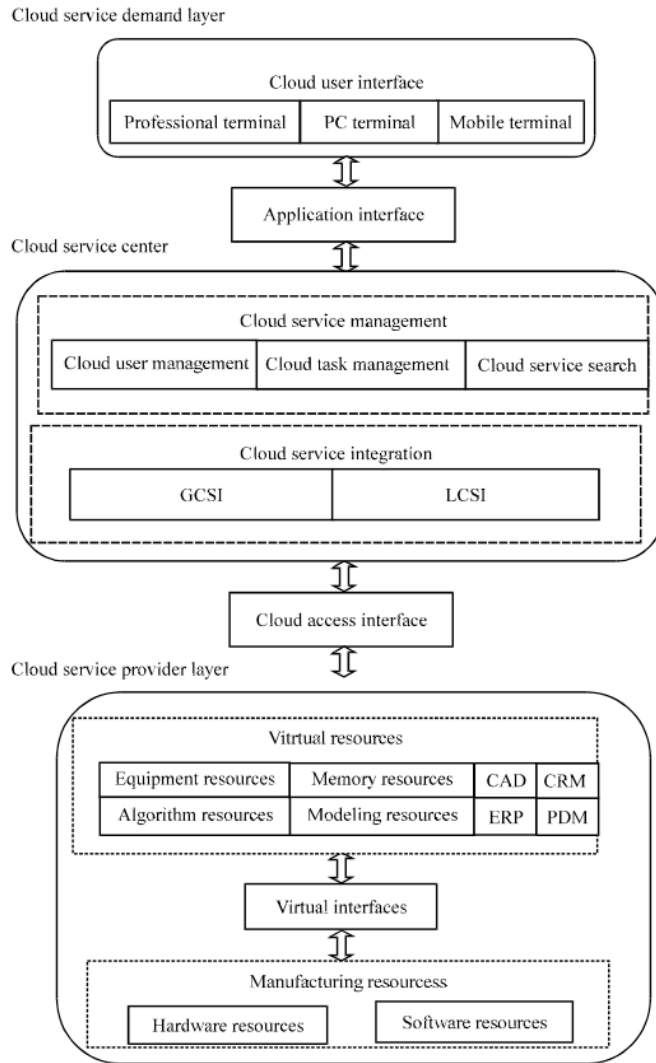 Cloud service demand layer
Cloud user interface
Professional terminal PC terminal Mobile terminal
Application interface
Cloud service center
Cloud service management
Cloud user management Cloud task management Cloud service search
Cloud service integration
GCSI LCSI
Cloud access interface
Cloud service provider layer
Vitrtual resources
Equipment resources Memory resources CAD CRM
Algorithm resources Modeling resources ERP PDM
Virtual interfaces
Manufacturing resourcess
Hardware resources Software resources